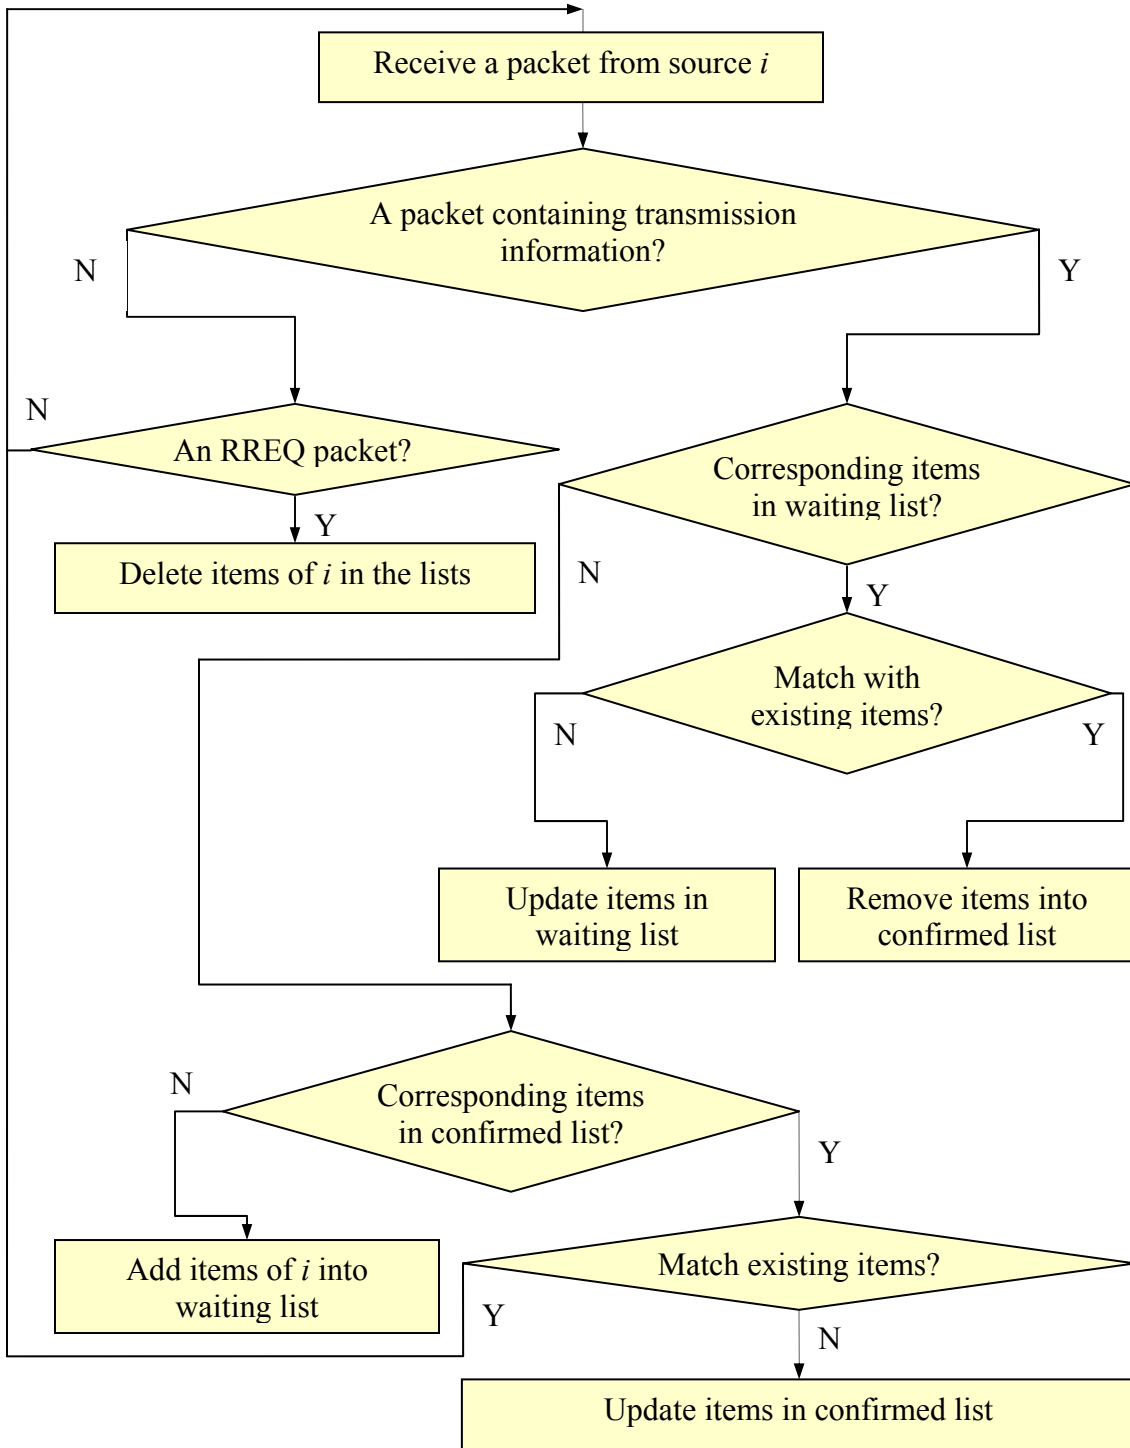 Receive a packet from source i
A packet containing transmission
information?
N
Y
N
An RREQ packet?
Corresponding items
in waiting list?
Y
Delete items of i in the lists
N
Y
Match with
existing items?
N
Y
Update items in
waiting list
Remove items into
confirmed list
N
Corresponding items
in confirmed list?
Y
Add items of i into
waiting list
Match existing items?
Y
N
Update items in confirmed list